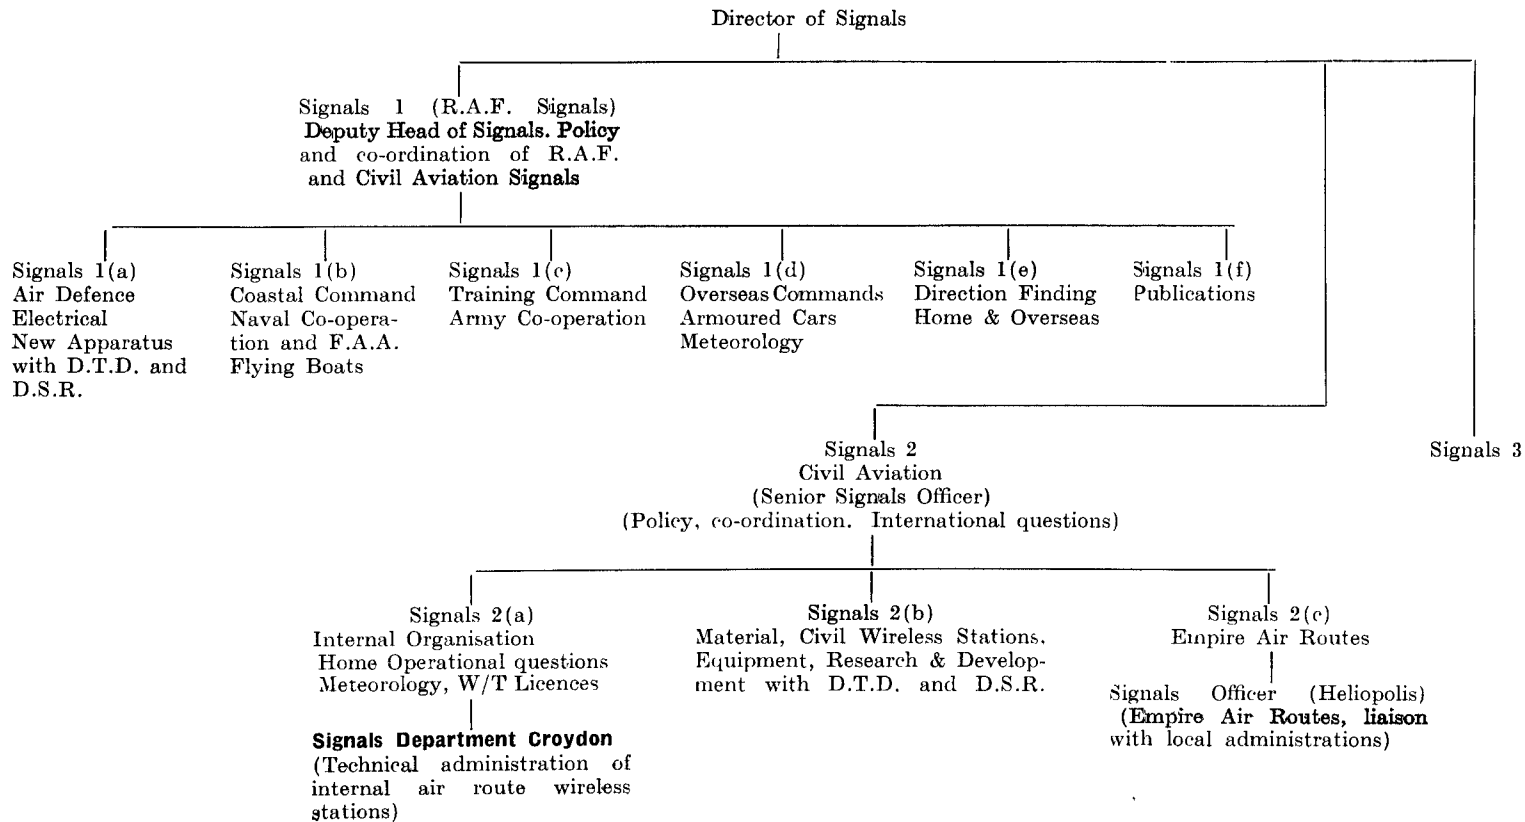 Director of Signals
Signals 1 (R.A.F. Signals)
Deputy Head of Signals. Policy
and co-ordination of R.A.F.
and Civil Aviation Signals
Signals 1(a)
Air Defence
Electrical
New Apparatus
with D.T.D. and
D.S.R.
Signals 1(b)
Coastal Command
Naval Co-opera-
tion and F.A.A.
Flying Boats
Signals 1(c)
Training Command
Army Co-operation
Signals 1(d)
Overseas Commands
Armoured Cars
Meteorology
Signals 1(e)
Direction Finding
Home & Overseas
Signals 1(f)
Publications
Signals 2
Civil Aviation
(Senior Signals Officer)
(Policy, co-ordination. International questions)
Signals 3
Signals 2(a)
Internal Organisation
Home Operational questions
Meteorology, W/T Licences
Signals Department Croydon
(Technical administration of
internal air route wireless
stations)
Signals 2(b)
Material, Civil Wireless Stations.
Equipment, Research & Develop-
ment with D.T.D. and D.S.R.
Signals 2(c)
Empire Air Routes
Signals Officer (Heliopolis)
(Empire Air Routes, liaison
with local administrations)